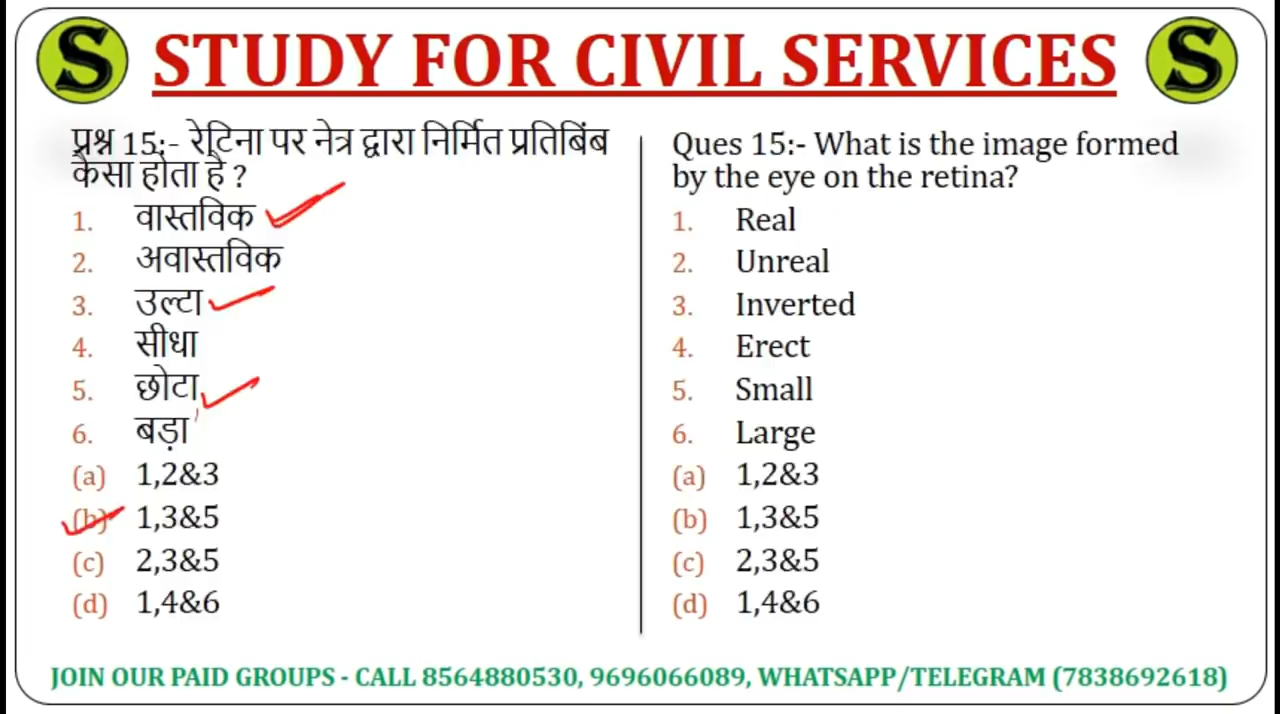 S STUDY FOR CIVIL SERVICES S
प्रश्न 15:- रेटिना पर नेत्र द्वारा निर्मित प्रतिबिंब
कैसा होता है ?
1. वास्तविक
2. अवास्तविक
3. उल्टा
4. सीधा
5. छोटा
6. बड़ा
(a) 1,2&3
(b) 1,3&5
(c) 2,3&5
(d) 1,4&6
Ques 15:- What is the image formed
by the eye on the retina?
1. Real
2. Unreal
3. Inverted
4. Erect
5. Small
6. Large
(a) 1,2&3
(b) 1,3&5
(c) 2,3&5
(d) 1,4&6
JOIN OUR PAID GROUPS - CALL 8564880530, 9696066089, WHATSAPP/TELEGRAM (7838692618)